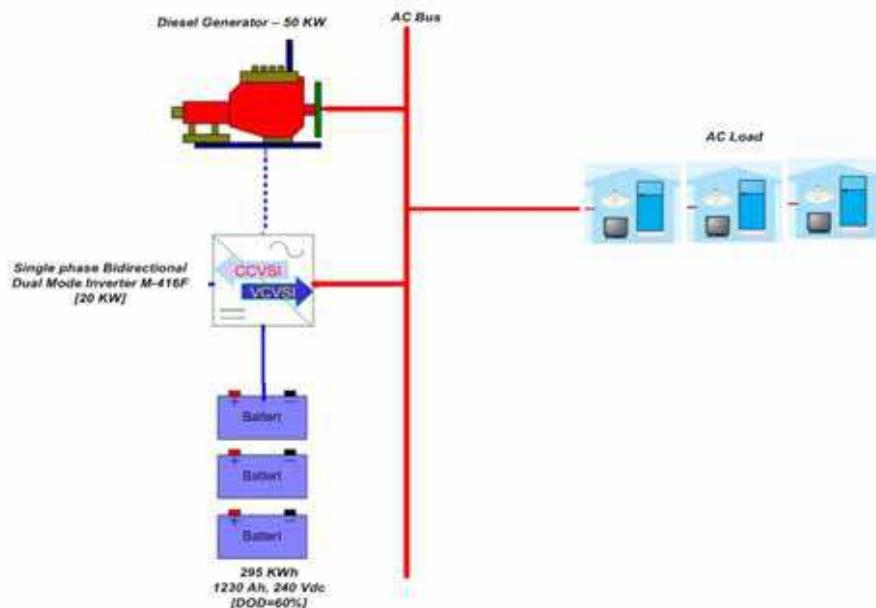 Diesel Generator – 50 KW
AC Bus
AC Load
Single phase Bidirectional
Dual Mode Inverter M-416F
[20 KW]
CCVSI
VCVSI
+ −
Batteri
+ −
Batteri
+ −
Batteri
295 KWh
1230 Ah, 240 Vdc
[DOD=60%]